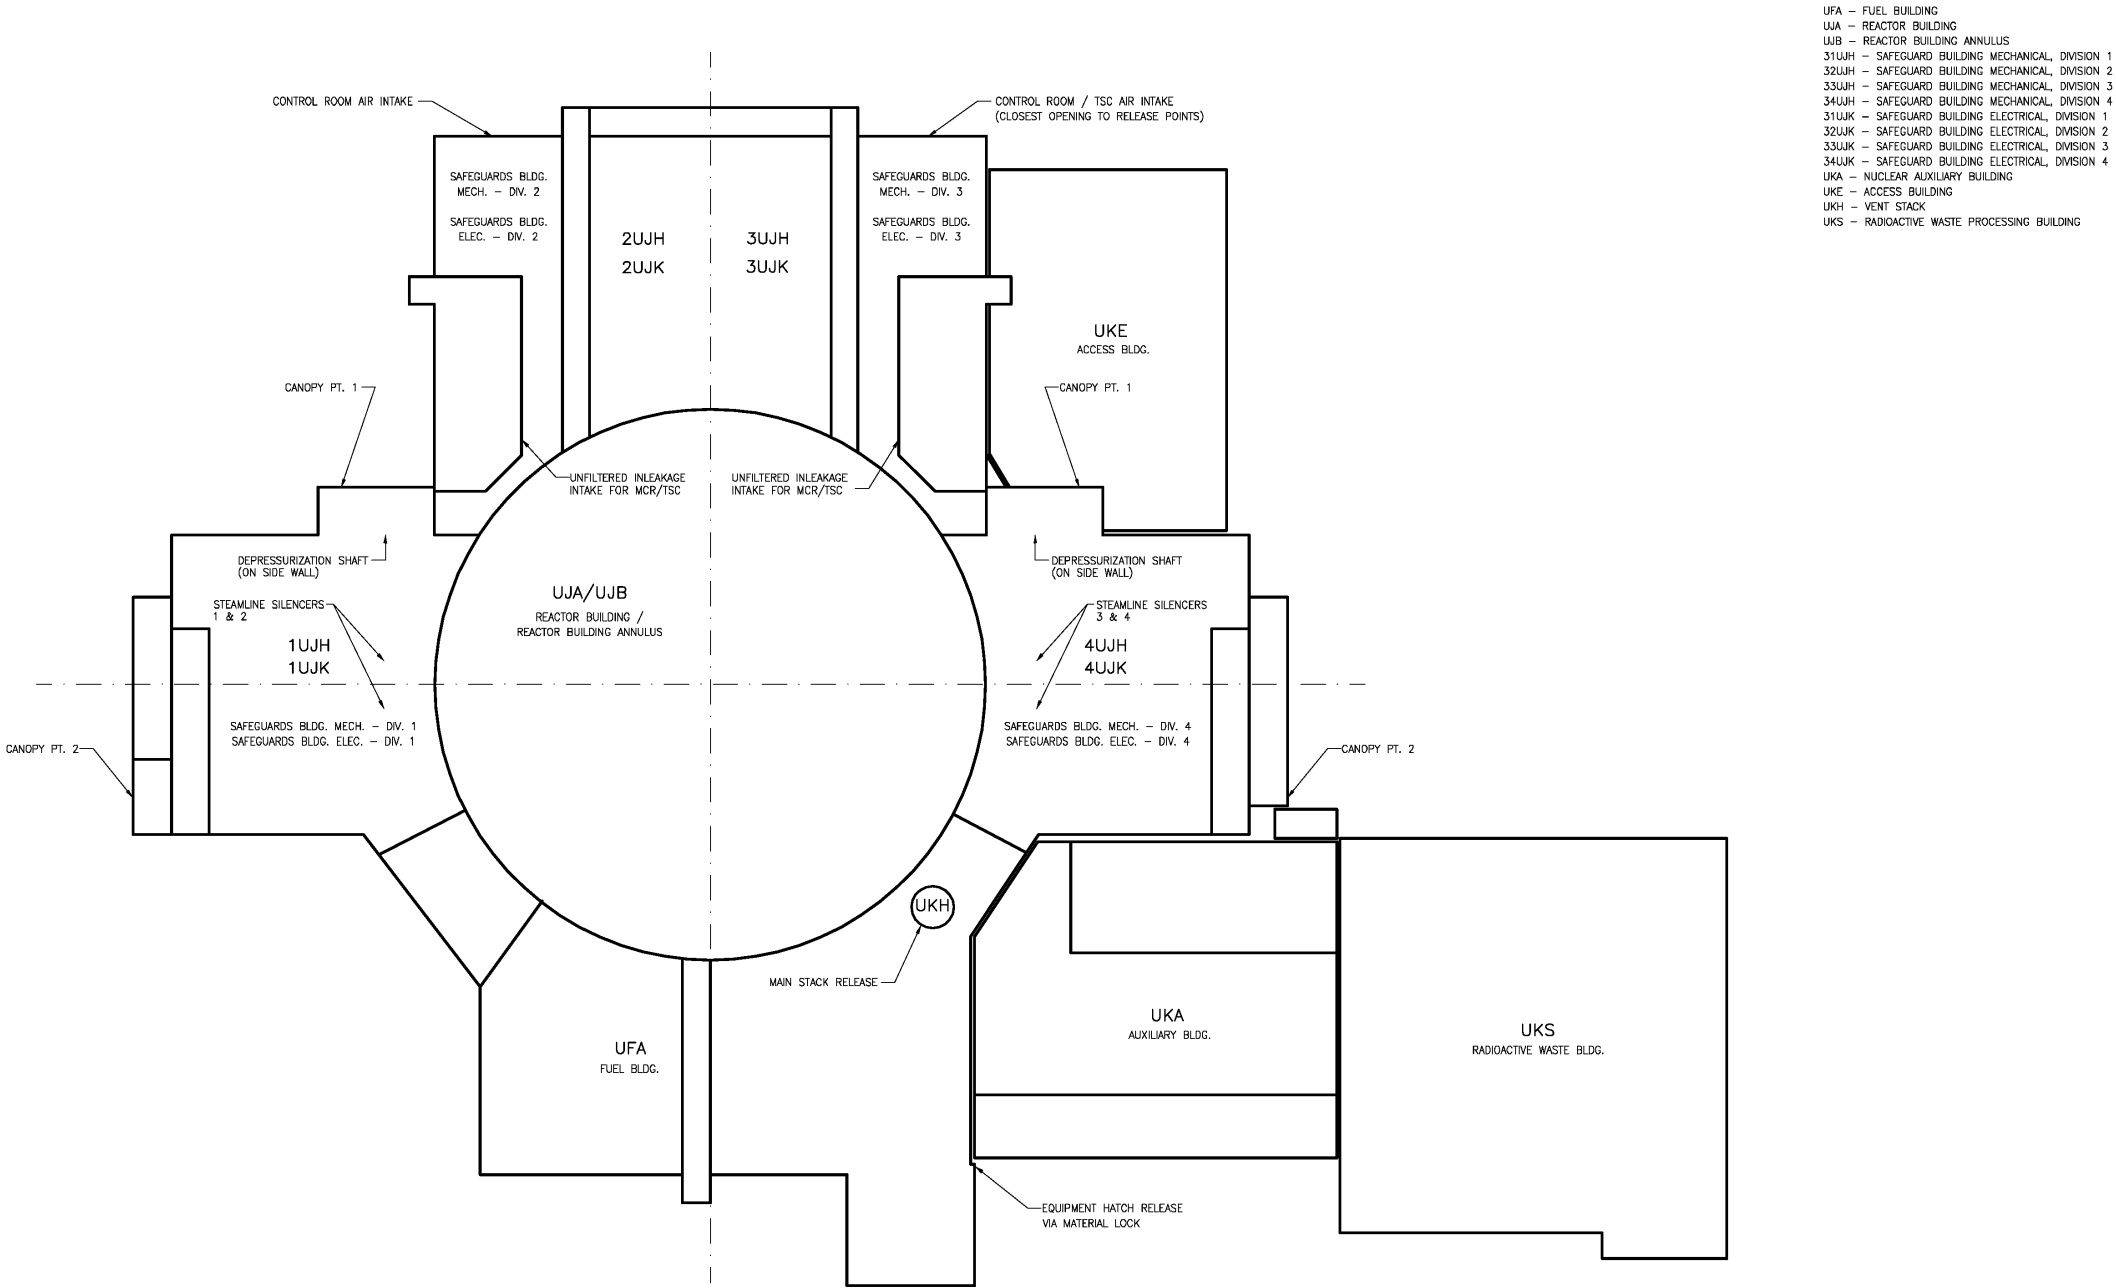 UFA – FUEL BUILDING
UJA – REACTOR BUILDING
UJB – REACTOR BUILDING ANNULUS
31UJH – SAFEGUARD BUILDING MECHANICAL, DIVISION 1
32UJH – SAFEGUARD BUILDING MECHANICAL, DIVISION 2
33UJH – SAFEGUARD BUILDING MECHANICAL, DIVISION 3
34UJH – SAFEGUARD BUILDING MECHANICAL, DIVISION 4
31UJK – SAFEGUARD BUILDING ELECTRICAL, DIVISION 1
32UJK – SAFEGUARD BUILDING ELECTRICAL, DIVISION 2
33UJK – SAFEGUARD BUILDING ELECTRICAL, DIVISION 3
34UJK – SAFEGUARD BUILDING ELECTRICAL, DIVISION 4
UKA – NUCLEAR AUXILIARY BUILDING
UKE – ACCESS BUILDING
UKH – VENT STACK
UKS – RADIOACTIVE WASTE PROCESSING BUILDING
CONTROL ROOM AIR INTAKE
CONTROL ROOM / TSC AIR INTAKE
(CLOSEST OPENING TO RELEASE POINTS)
SAFEGUARDS BLDG.
MECH. – DIV. 2
SAFEGUARDS BLDG.
ELEC. – DIV. 2
2UJH
2UJK
3UJH
3UJK
SAFEGUARDS BLDG.
MECH. – DIV. 3
SAFEGUARDS BLDG.
ELEC. – DIV. 3
UKE
ACCESS BLDG.
CANOPY PT. 1
CANOPY PT. 1
UNFILTERED INLEAKAGE
INTAKE FOR MCR/TSC
UNFILTERED INLEAKAGE
INTAKE FOR MCR/TSC
DEPRESSURIZATION SHAFT
(ON SIDE WALL)
DEPRESSURIZATION SHAFT
(ON SIDE WALL)
UJA/UJB
REACTOR BUILDING /
REACTOR BUILDING ANNULUS
STEAMLINE SILENCERS
1 & 2
STEAMLINE SILENCERS
3 & 4
1UJH
1UJK
4UJH
4UJK
SAFEGUARDS BLDG. MECH. – DIV. 1
SAFEGUARDS BLDG. ELEC. – DIV. 1
SAFEGUARDS BLDG. MECH. – DIV. 4
SAFEGUARDS BLDG. ELEC. – DIV. 4
CANOPY PT. 2
CANOPY PT. 2
UKH
MAIN STACK RELEASE
UFA
FUEL BLDG.
UKA
AUXILIARY BLDG.
UKS
RADIOACTIVE WASTE BLDG.
EQUIPMENT HATCH RELEASE
VIA MATERIAL LOCK